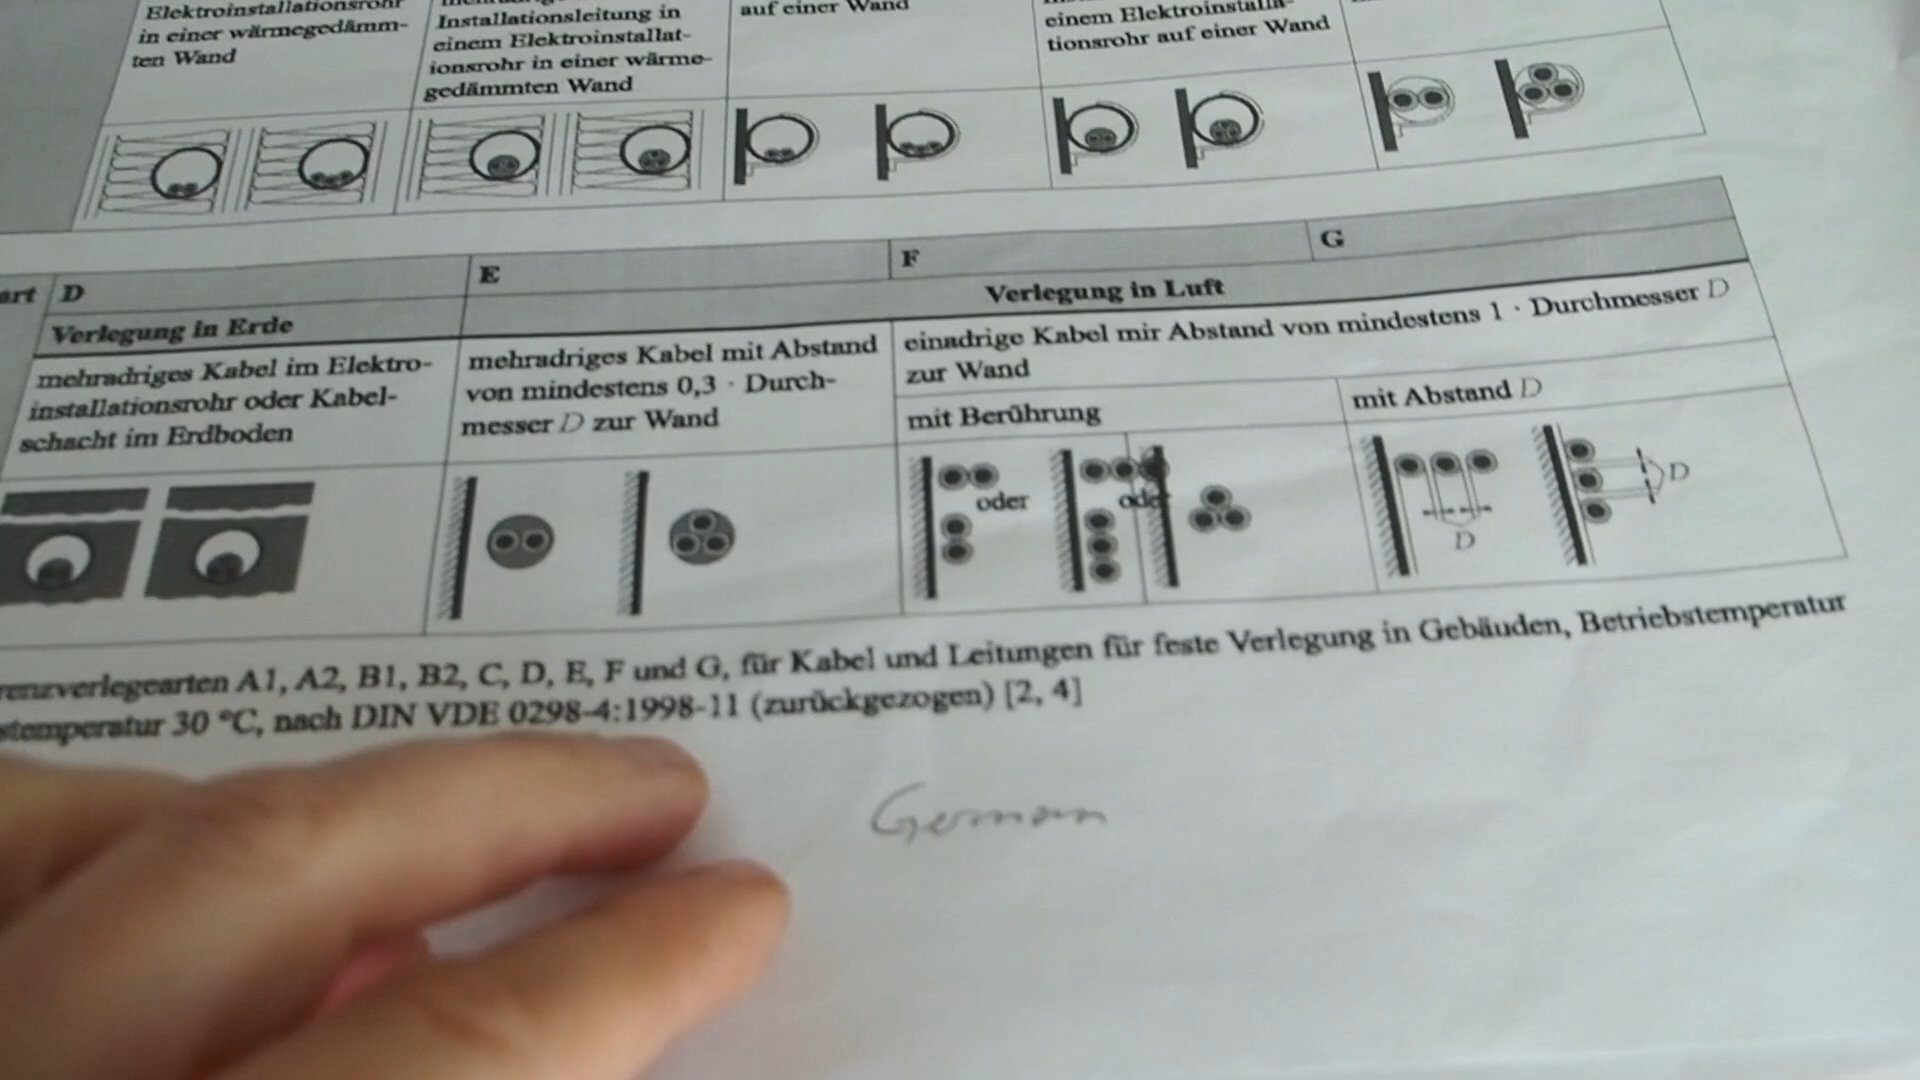 Elektroinstallationsrohr
in einer wärmegedämm-
ten Wand
Installationsleitung in
einem Elektroinstallat-
ionsrohr in einer wärme-
gedämmten Wand
auf einer Wand
einem Elektroinstalla-
tionsrohr auf einer Wand
art D E F G
Verlegung in Erde
Verlegung in Luft
mehradriges Kabel im Elektro-
installationsrohr oder Kabel-
schacht im Erdboden
mehradriges Kabel mit Abstand
von mindestens 0,3 · Durch-
messer D zur Wand
einadrige Kabel mir Abstand von mindestens 1 · Durchmesser D
zur Wand
mit Berührung
mit Abstand D
oder
oder
D
D
renzverlegearten A1, A2, B1, B2, C, D, E, F und G, für Kabel und Leitungen für feste Verlegung in Gebäuden, Betriebstemperatur
stemperatur 30 °C, nach DIN VDE 0298-4:1998-11 (zurückgezogen) [2, 4]
German